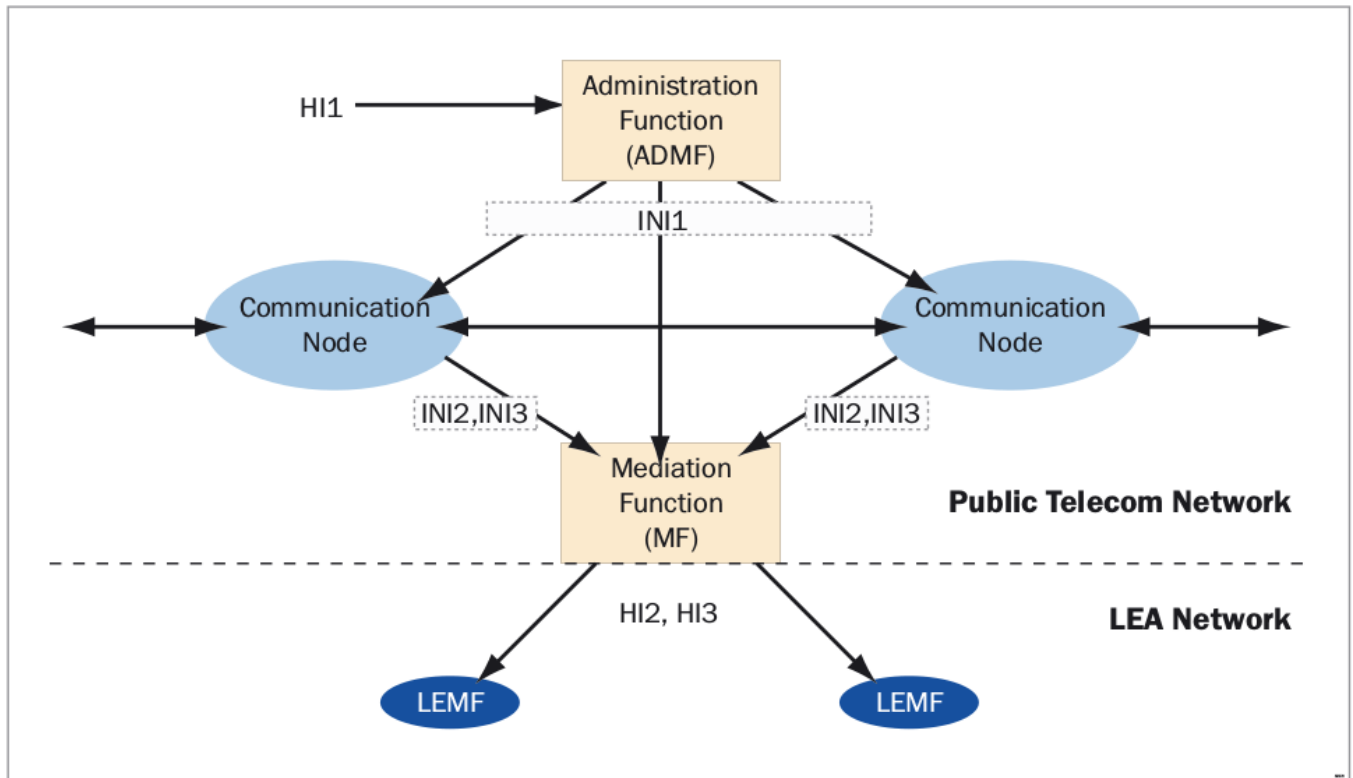 Administration
Function
(ADMF)
HI1
INI1
Communication
Node
Communication
Node
INI2,INI3
INI2,INI3
Mediation
Function
(MF)
Public Telecom Network
HI2, HI3
LEA Network
LEMF
LEMF